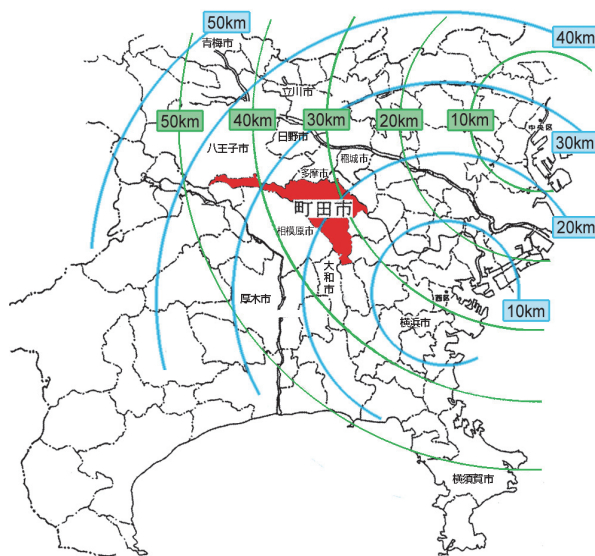 50km
40km
青梅市
立川市
50km
40km
30km
20km
10km
中央区
日野市
30km
八王子市
稲城市
多摩市
町田市
20km
相模原市
大和市
厚木市
西区
10km
横浜市
横須賀市